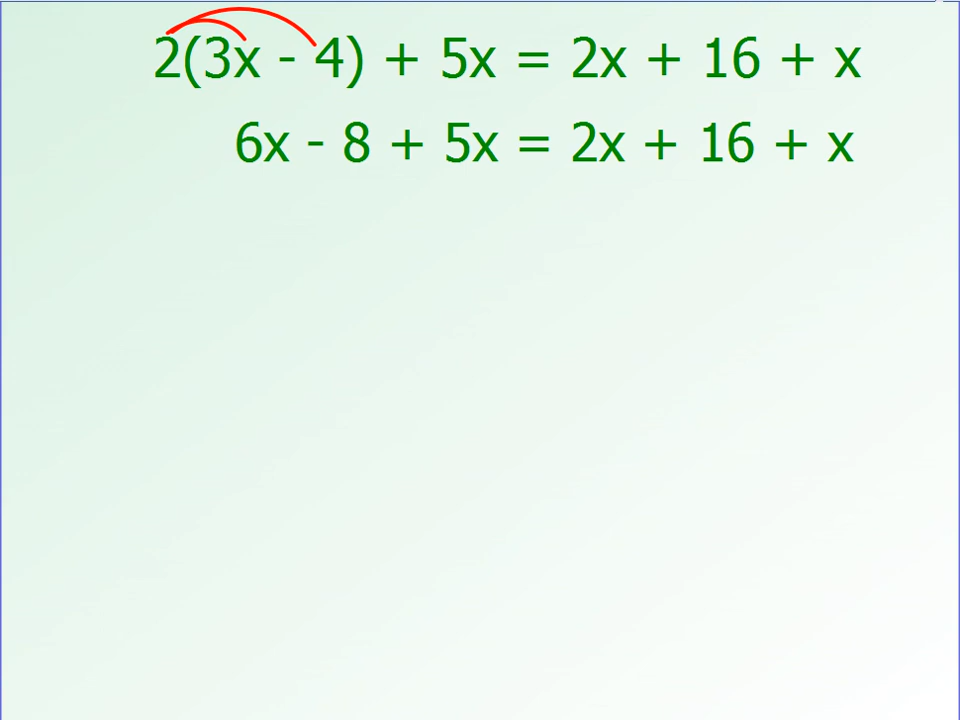 2(3x - 4) + 5x = 2x + 16 + x
6x - 8 + 5x = 2x + 16 + x